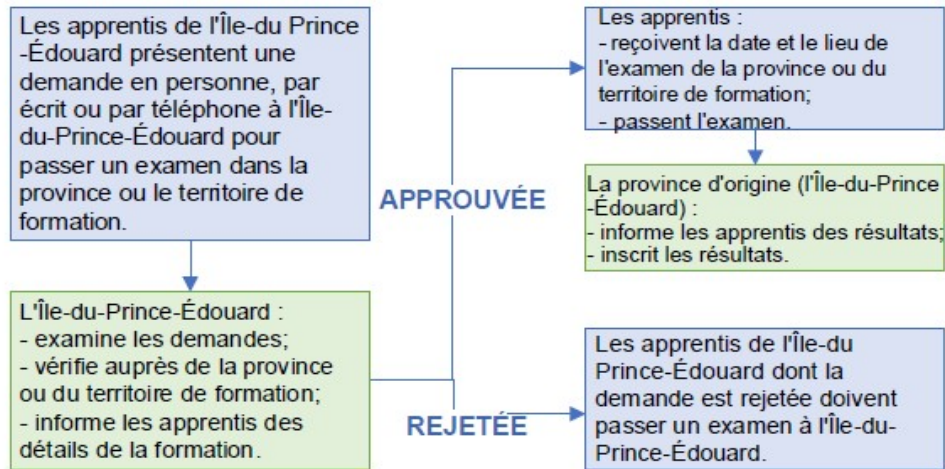 Les apprentis de l'Île-du Prince
-Édouard présentent une
demande en personne, par
écrit ou par téléphone à l'Île-
du-Prince-Édouard pour
passer un examen dans la
province ou le territoire de
formation.
L'Île-du-Prince-Édouard :
- examine les demandes;
- vérifie auprès de la province
ou du territoire de formation;
- informe les apprentis des
détails de la formation.
APPROUVÉE
REJETÉE
Les apprentis :
- reçoivent la date et le lieu de
l'examen de la province ou du
territoire de formation;
- passent l'examen.
La province d'origine (l'Île-du-Prince
-Édouard) :
- informe les apprentis des résultats;
- inscrit les résultats.
Les apprentis de l'Île-du
Prince-Édouard dont la
demande est rejetée doivent
passer un examen à l'Île-du-
Prince-Édouard.